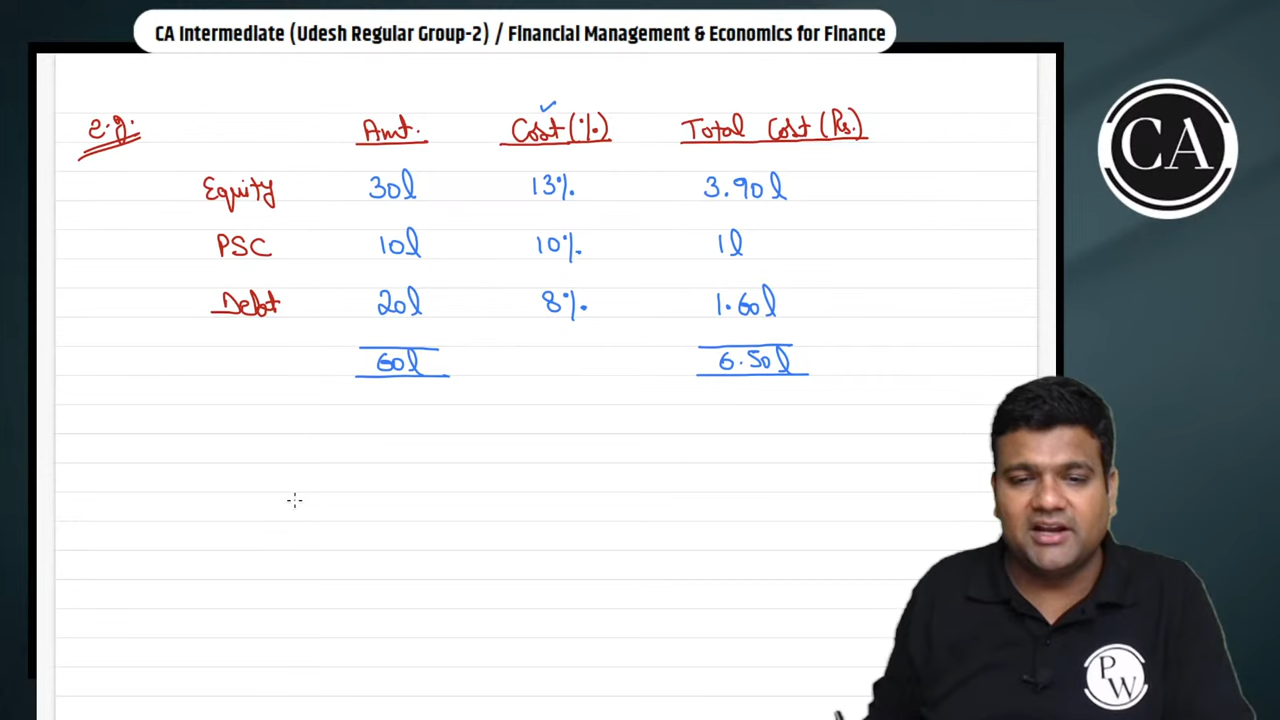 CA Intermediate (Udesh Regular Group-2) / Financial Management & Economics for Finance
CA
e.g. Amt. Cost (%) Total Cost (Rs.)
Equity 30l 13%. 3.90l
PSC 10l 10%. 1l
Debt 20l 8%. 1.60l
60l 6.50l
PW